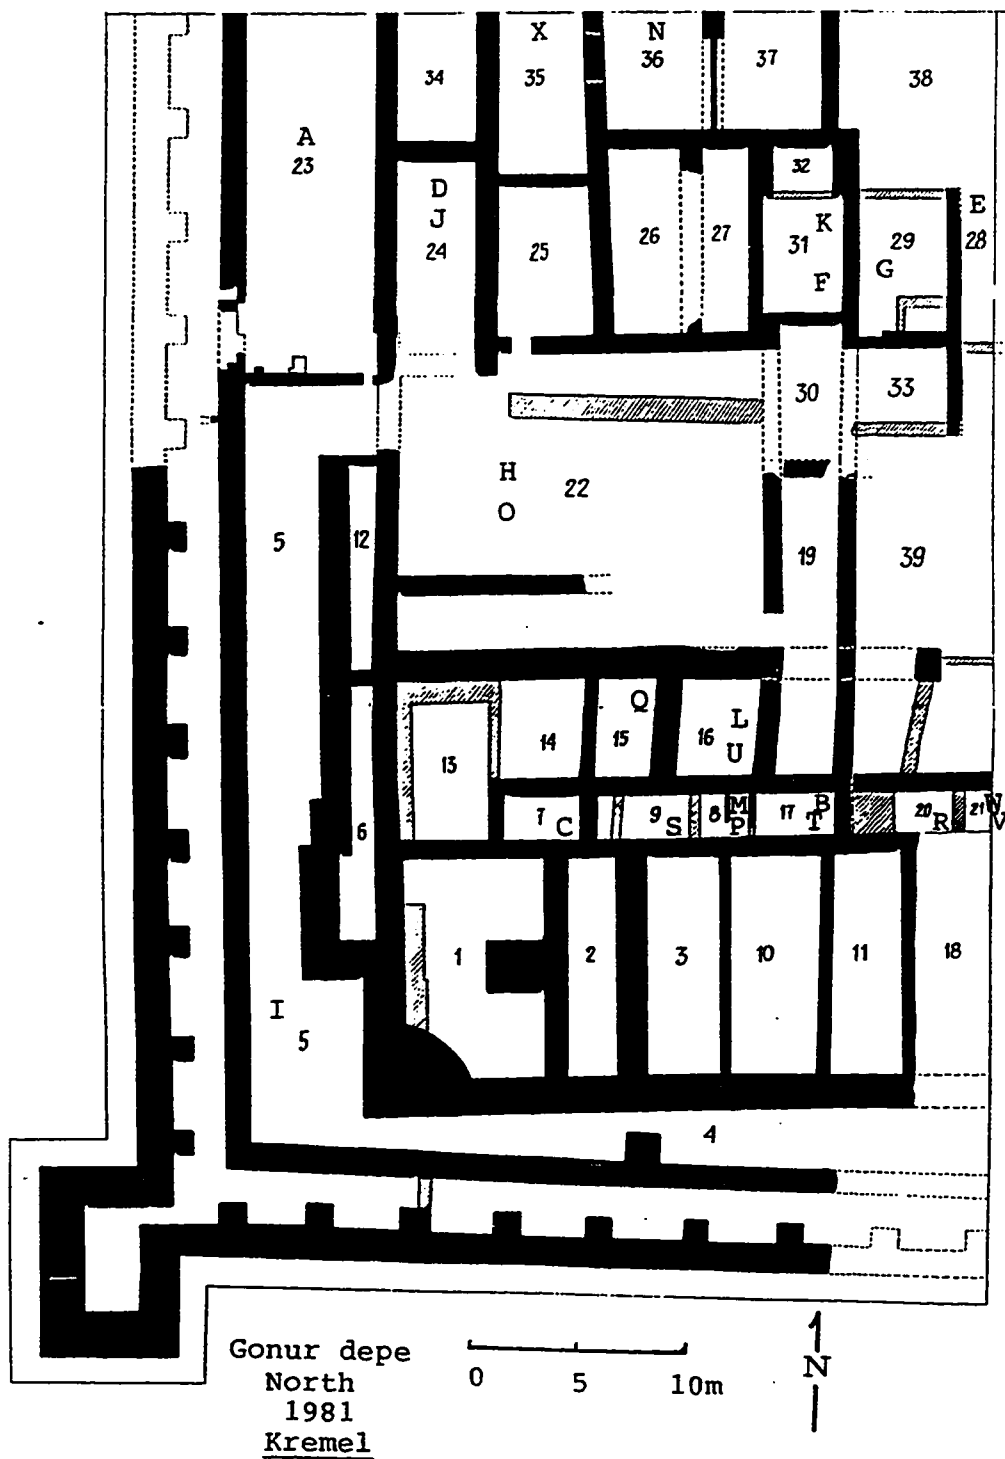 X N
34 35 36 37 38
A
23
32
D
J
24 25 26 27 31 K 29 E
28
F G
30 33
H 22
O
5 12 19 39
Q L
14 15 16 U
13
7 C 9 S 8 M P 17 B T 20 R 21 W V
6
1 2 3 10 11 18
I
5
4
Gonur depe
North
1981
Kremel
0 5 10m
N